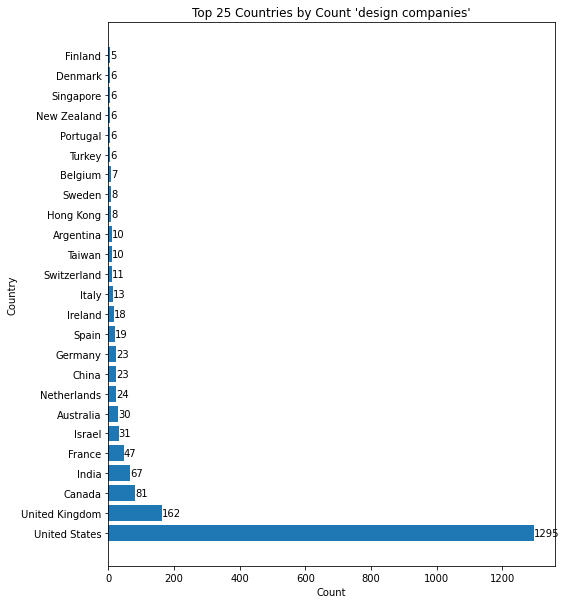 Top 25 Countries by Count 'design companies'
Finland 5
Denmark 6
Singapore 6
New Zealand 6
Portugal 6
Turkey 6
Belgium 7
Sweden 8
Hong Kong 8
Argentina 10
Taiwan 10
Switzerland 11
Italy 13
Ireland 18
Spain 19
Germany 23
China 23
Netherlands 24
Australia 30
Israel 31
France 47
India 67
Canada 81
United Kingdom 162
United States 1295
Country
0 200 400 600 800 1000 1200
Count